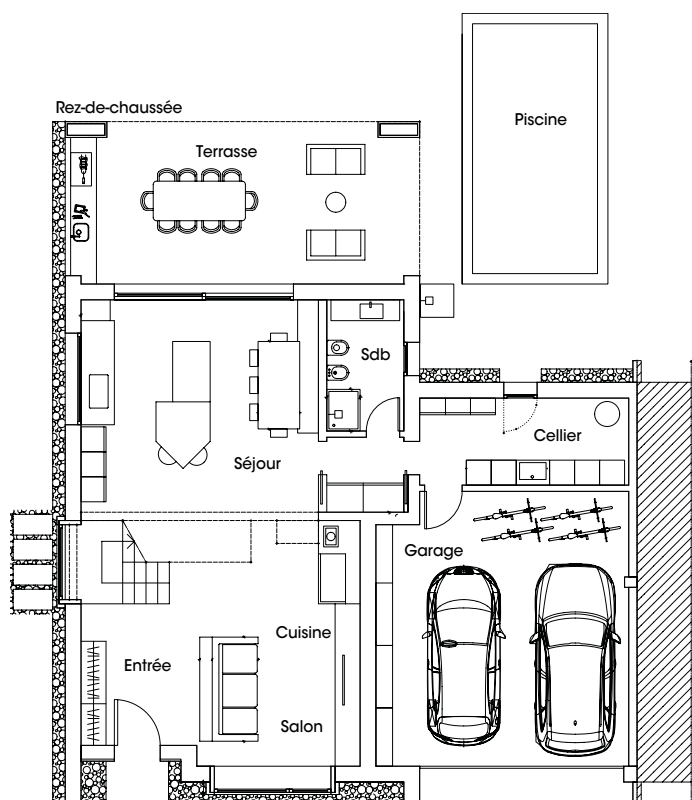 Rez-de-chaussée
Piscine
Terrasse
Sdb
Cellier
Séjour
Garage
Cuisine
Entrée
Salon